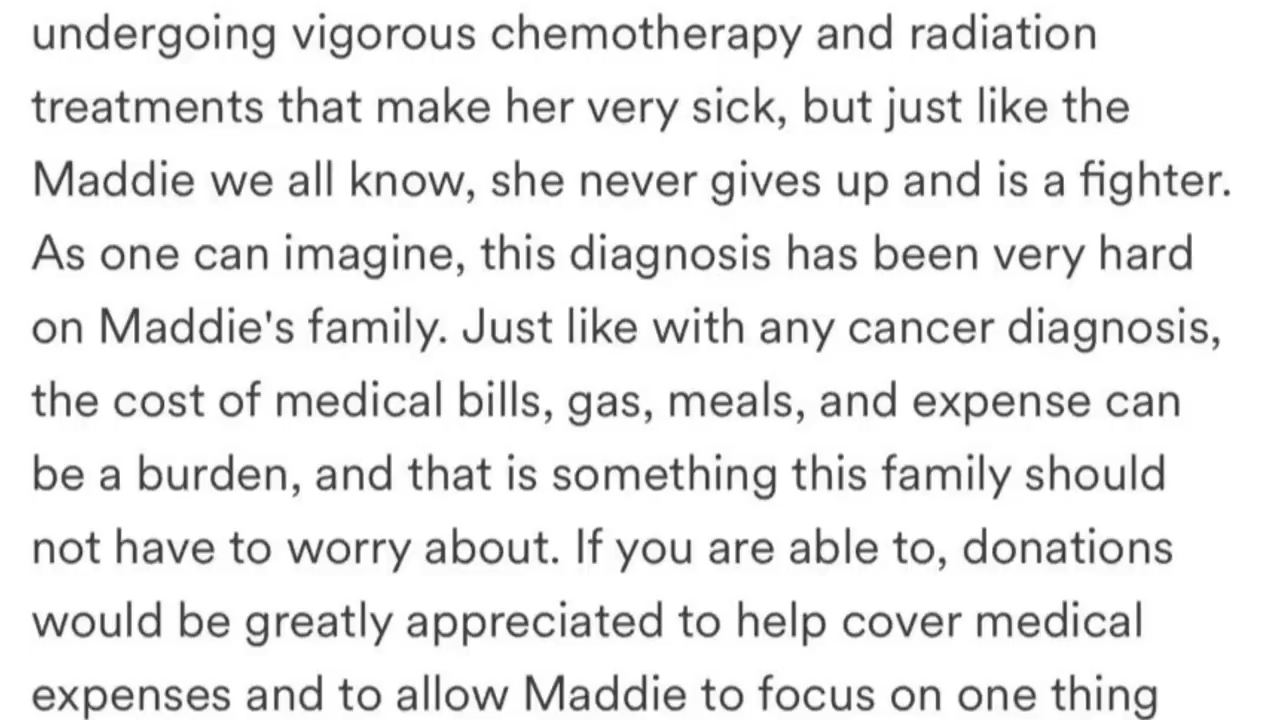 undergoing vigorous chemotherapy and radiation
treatments that make her very sick, but just like the
Maddie we all know, she never gives up and is a fighter.
As one can imagine, this diagnosis has been very hard
on Maddie's family. Just like with any cancer diagnosis,
the cost of medical bills, gas, meals, and expense can
be a burden, and that is something this family should
not have to worry about. If you are able to, donations
would be greatly appreciated to help cover medical
expenses and to allow Maddie to focus on one thing